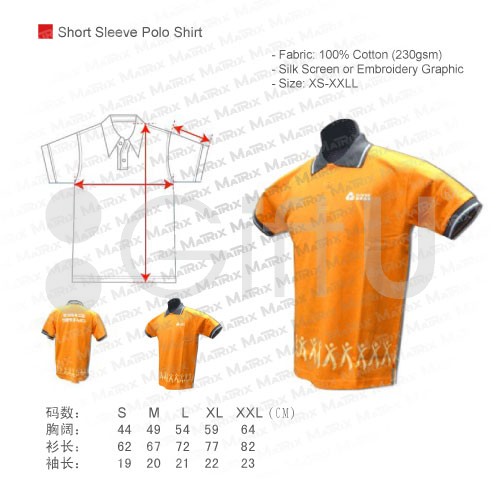 Short Sleeve Polo Shirt
- Fabric: 100% Cotton (230gsm)
- Silk Screen or Embroidery Graphic
- Size: XS-XXLL
MATRIX
Gitu
码数: S M L XL XXL (CM)
胸阔: 44 49 54 59 64
衫长: 62 67 72 77 82
袖长: 19 20 21 22 23